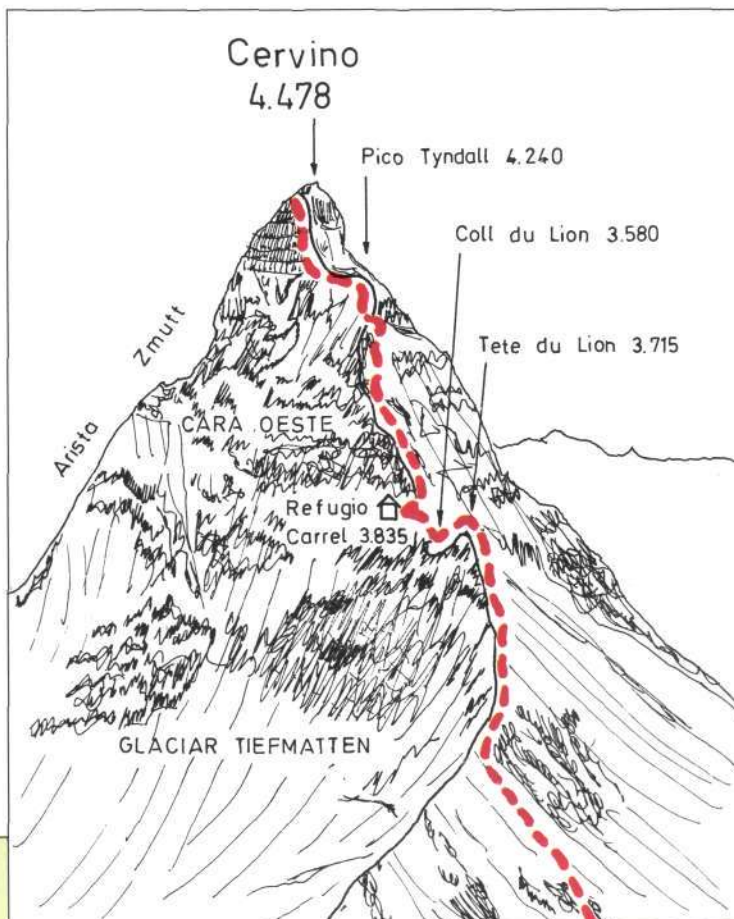 Cervino
4.478
Pico Tyndall 4.240
Coll du Lion 3.580
Tete du Lion 3.715
Zmutt
Arista
CARA OESTE
Refugio
Carrel 3.835
GLACIAR TIEFMATTEN